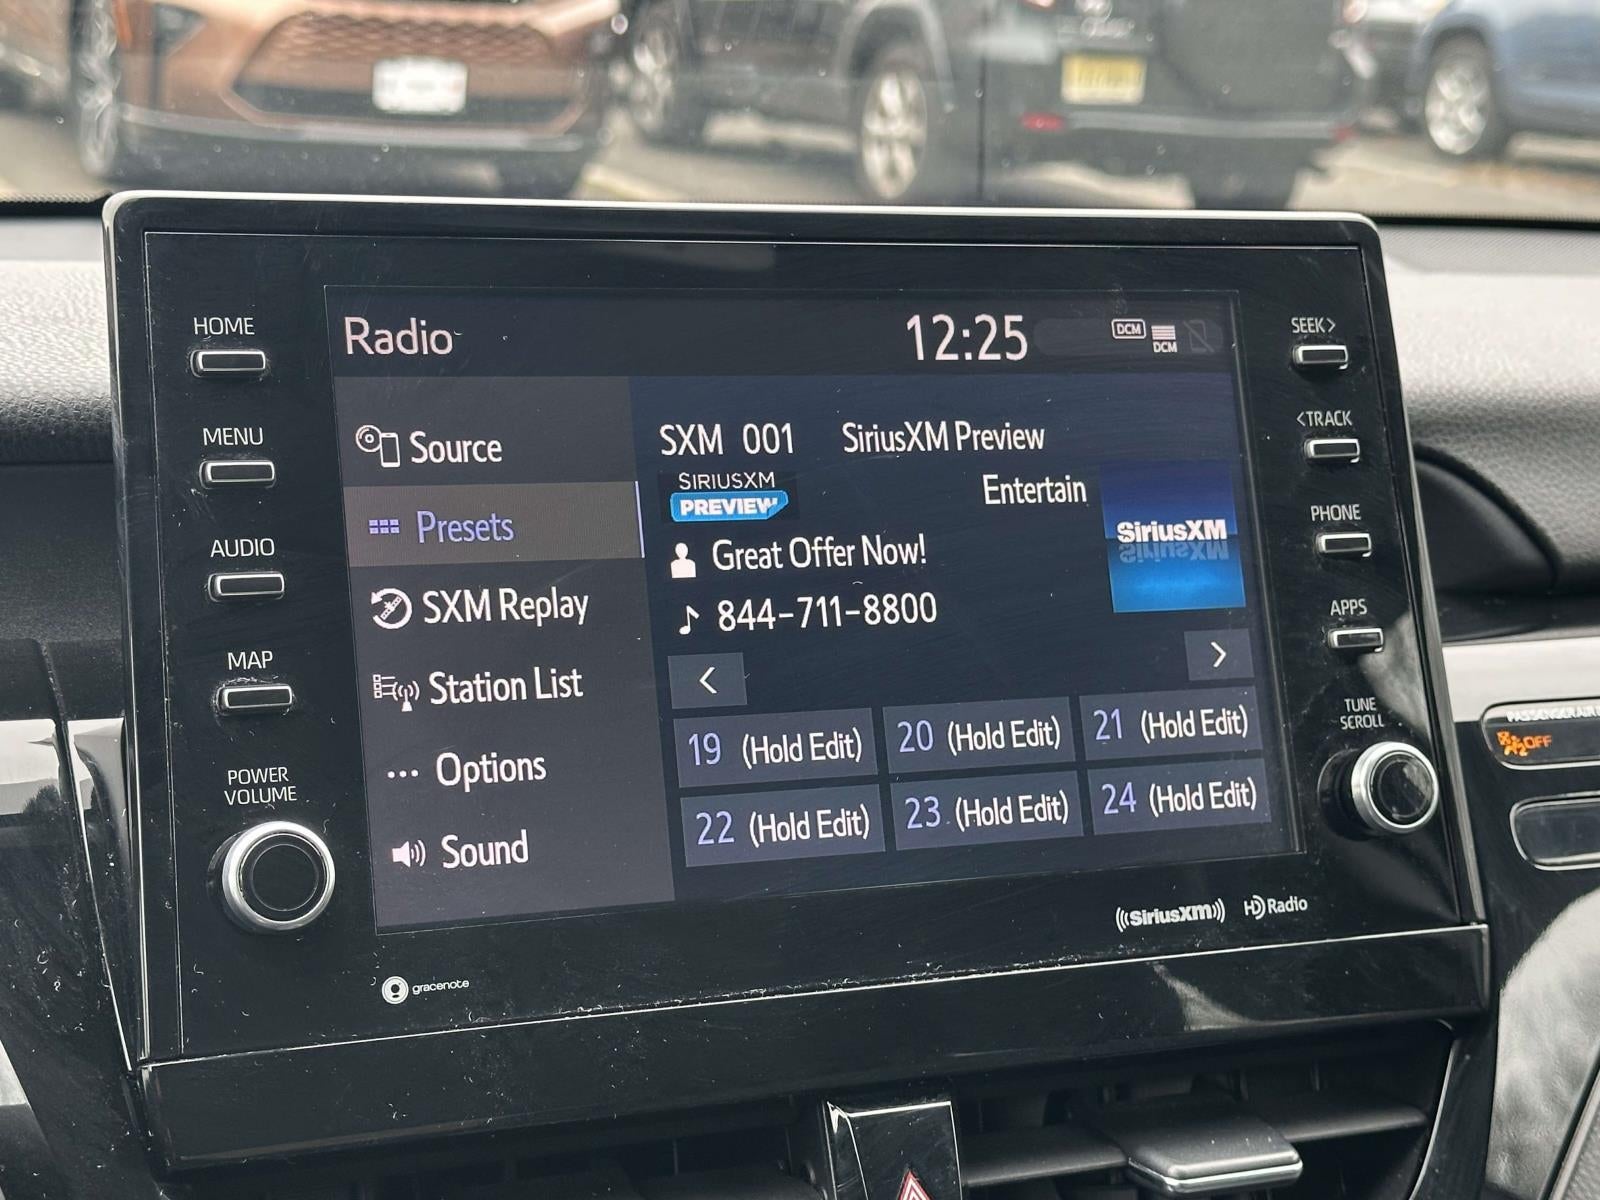 HOME
MENU
AUDIO
MAP
POWER
VOLUME
Radio
12:25
DCM
DCM
Source
Presets
SXM Replay
Station List
Options
Sound
SXM 001 SiriusXM Preview
SIRIUSXM
PREVIEW
Entertain
SiriusXM
Great Offer Now!
844-711-8800
<
>
19 (Hold Edit)
20 (Hold Edit)
21 (Hold Edit)
22 (Hold Edit)
23 (Hold Edit)
24 (Hold Edit)
SEEK>
<TRACK
PHONE
APPS
TUNE
SCROLL
SiriusXM
HD Radio
gracenote
PASSENGER AIR
OFF